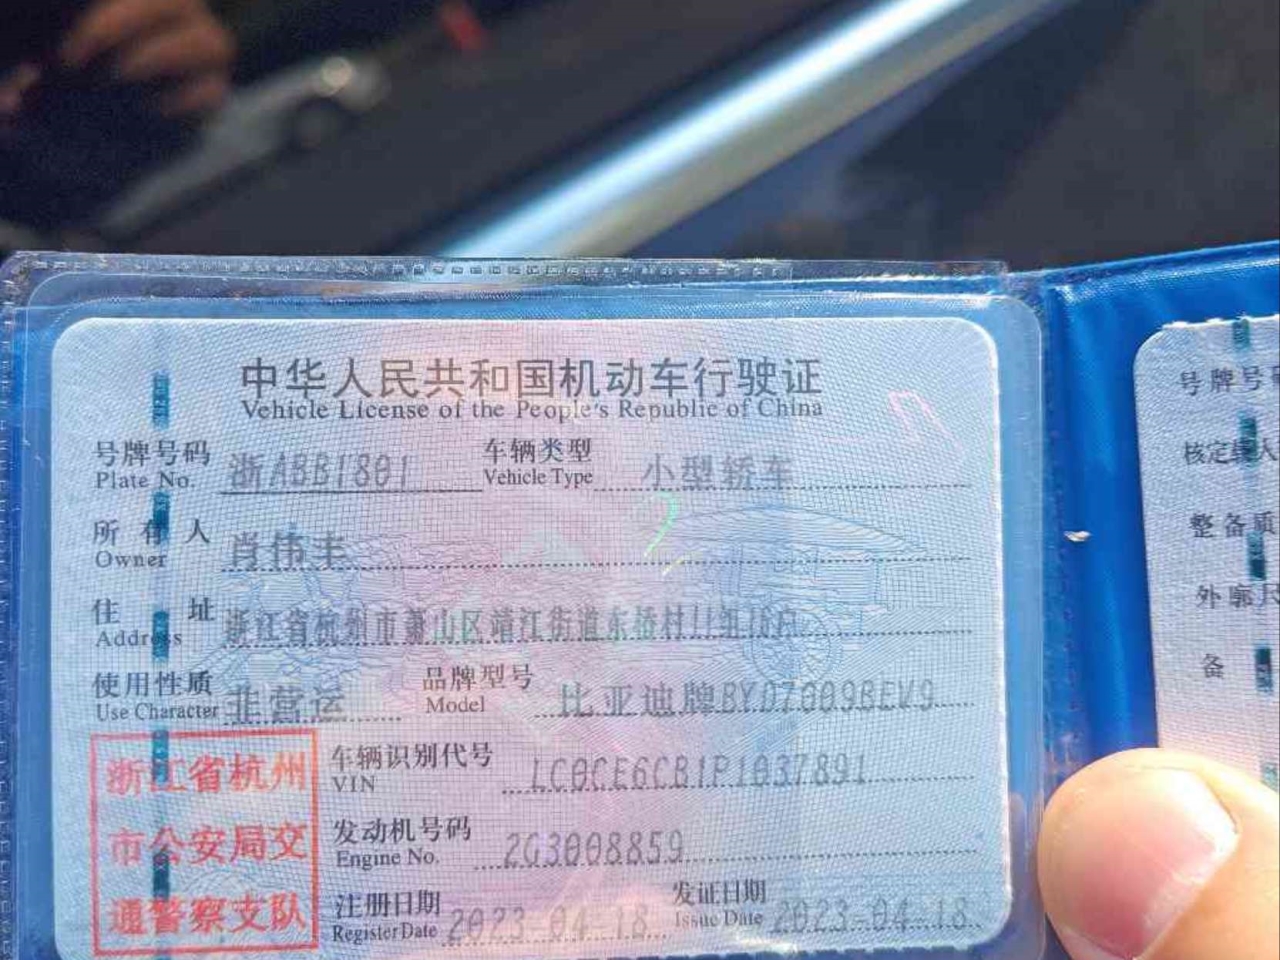 中华人民共和国机动车行驶证
Vehicle License of the People's Republic of China
号牌号码 浙ABB1801 车辆类型 小型轿车
Plate No. Vehicle Type
所有人 肖伟丰
Owner
住址 浙江省杭州市萧山区靖江街道东桥村11组16户
Address
使用性质 非营运 品牌型号 比亚迪牌BYD7009BEV9
Use Character Model
浙江省杭州
市公安局交
通警察支队
车辆识别代号 LC0CE6CB1P1037891
VIN
发动机号码 2G3008859
Engine No.
注册日期 2023-04-18 发证日期 2023-04-18
Register Date Issue Date
号牌号
核定载人
整备质
外廓尺
备